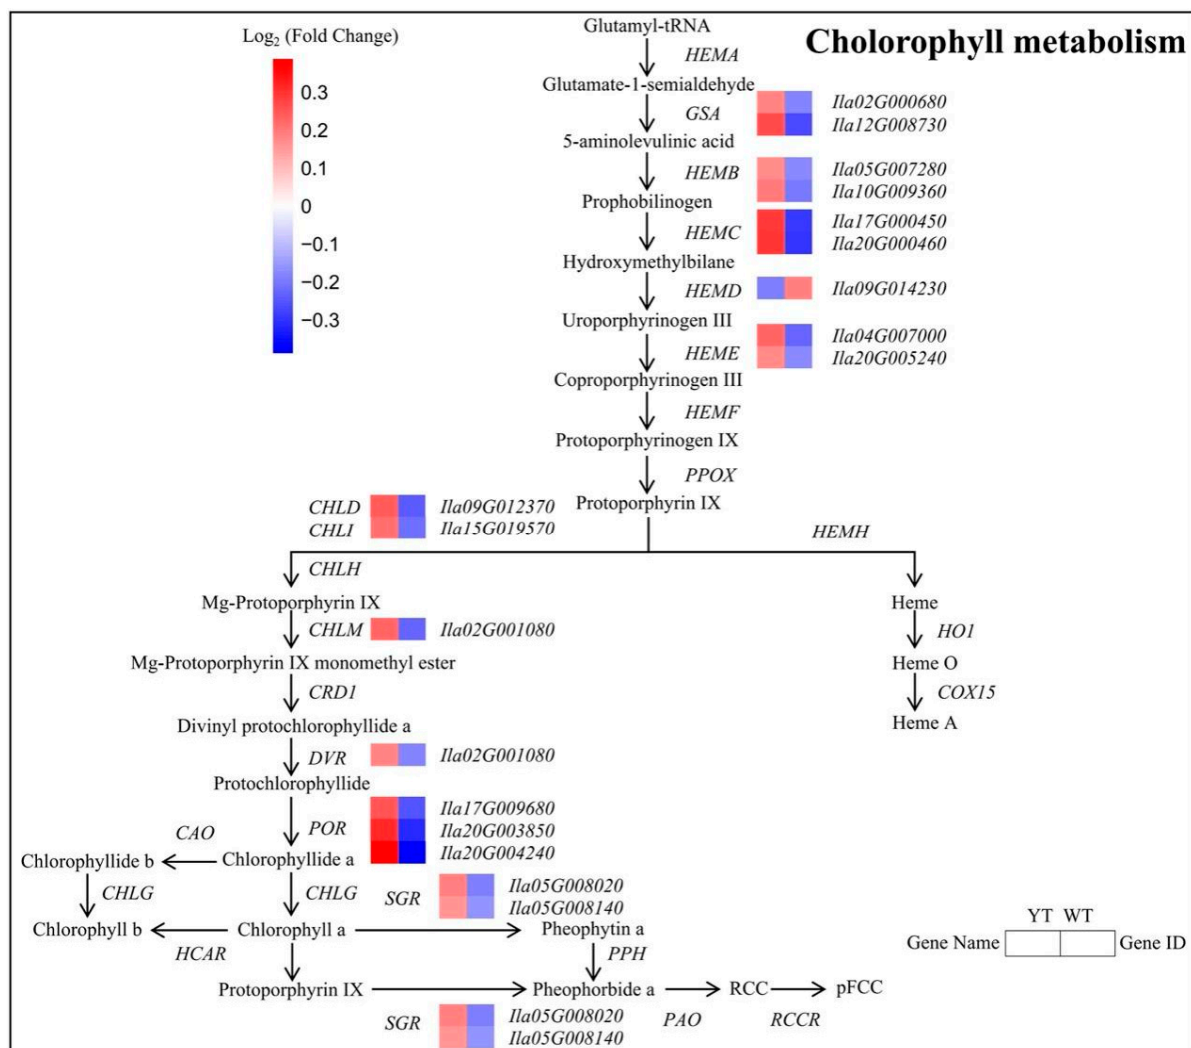 Cholorophyll metabolism
Log₂ (Fold Change)
0.3
0.2
0.1
0
−0.1
−0.2
−0.3
Glutamyl-tRNA
HEMA
Glutamate-1-semialdehyde
GSA
Ila02G000680
Ila12G008730
5-aminolevulinic acid
HEMB
Ila05G007280
Ila10G009360
Prophobilinogen
HEMC
Ila17G000450
Ila20G000460
Hydroxymethylbilane
HEMD
Ila09G014230
Uroporphyrinogen III
HEME
Ila04G007000
Ila20G005240
Coproporphyrinogen III
HEMF
Protoporphyrinogen IX
PPOX
Protoporphyrin IX
CHLD
Ila09G012370
CHLI
Ila15G019570
HEMH
CHLH
Mg-Protoporphyrin IX
Heme
CHLM
Ila02G001080
HO1
Mg-Protoporphyrin IX monomethyl ester
Heme O
CRD1
COX15
Divinyl protochlorophyllide a
Heme A
DVR
Ila02G001080
Protochlorophyllide
POR
Ila17G009680
Ila20G003850
Ila20G004240
CAO
Chlorophyllide b
Chlorophyllide a
CHLG
CHLG
SGR
Ila05G008020
Ila05G008140
Chlorophyll b
Chlorophyll a
Pheophytin a
HCAR
PPH
YT WT
Gene Name
Gene ID
Protoporphyrin IX
Pheophorbide a
RCC
pFCC
SGR
Ila05G008020
Ila05G008140
PAO
RCCR